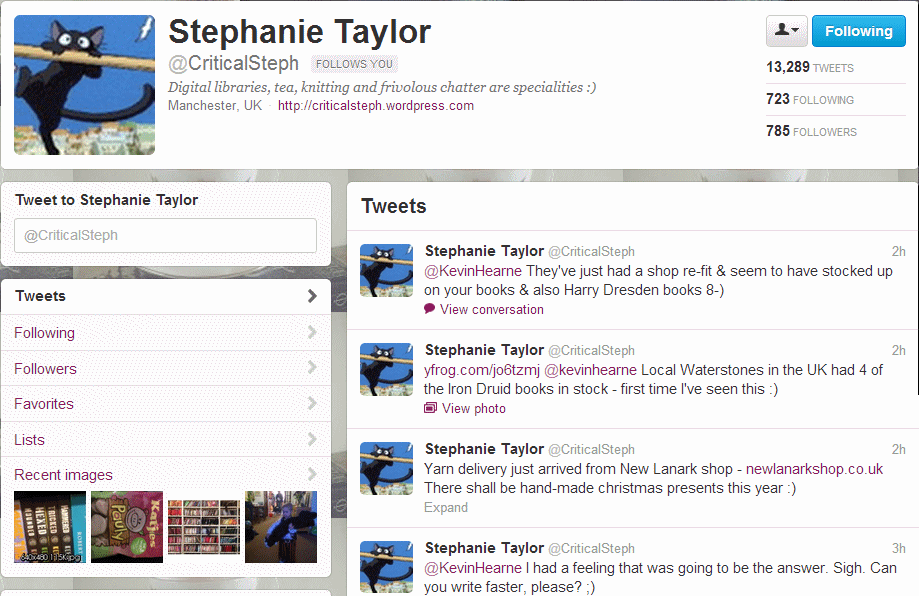 Stephanie Taylor
@CriticalSteph FOLLOWS YOU
Digital libraries, tea, knitting and frivolous chatter are specialities :)
Manchester, UK · http://criticalsteph.wordpress.com
Following
13,289 TWEETS
723 FOLLOWING
785 FOLLOWERS
Tweet to Stephanie Taylor
@CriticalSteph
Tweets
Following
Followers
Favorites
Lists
Recent images
HEXED
Pauly
Katjes
Tweets
Stephanie Taylor @CriticalSteph 2h
@KevinHearne They've just had a shop re-fit & seem to have stocked up
on your books & also Harry Dresden books 8-)
View conversation
Stephanie Taylor @CriticalSteph 2h
yfrog.com/jo6tzmj @kevinhearne Local Waterstones in the UK had 4 of
the Iron Druid books in stock - first time I've seen this :)
View photo
Stephanie Taylor @CriticalSteph 2h
Yarn delivery just arrived from New Lanark shop - newlanarkshop.co.uk
There shall be hand-made christmas presents this year :)
Expand
Stephanie Taylor @CriticalSteph 3h
@KevinHearne I had a feeling that was going to be the answer. Sigh. Can
you write faster, please? ;)